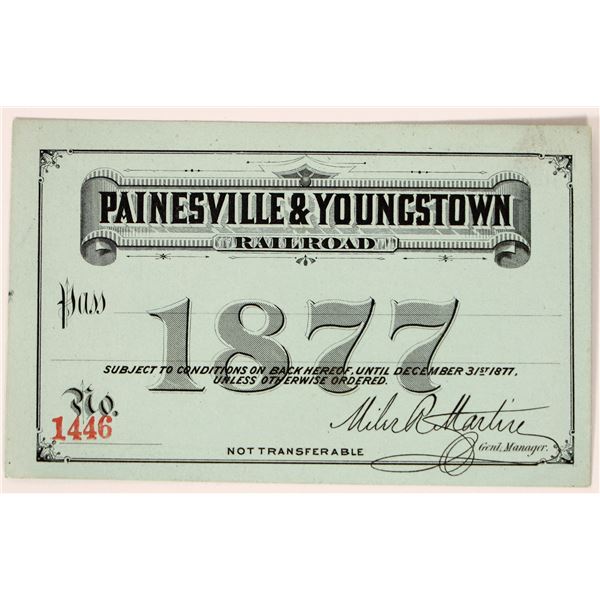 PAINESVILLE & YOUNGSTOWN
RAILROAD
Pass
1877
SUBJECT TO CONDITIONS ON BACK HEREOF, UNTIL DECEMBER 31ST 1877,
UNLESS OTHERWISE ORDERED.
No.
1446
NOT TRANSFERABLE
Genl. Manager.